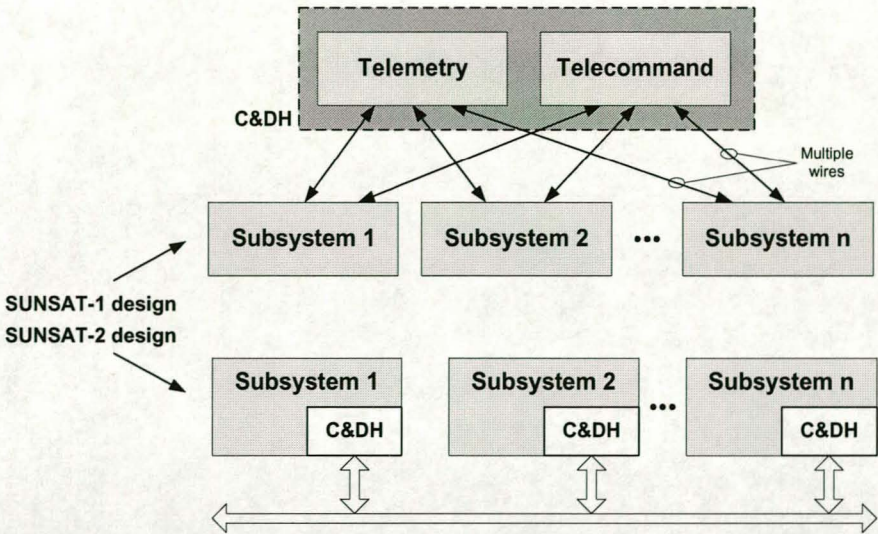 Telemetry
Telecommand
C&DH
Multiple
wires
Subsystem 1
Subsystem 2
•••
Subsystem n
SUNSAT-1 design
SUNSAT-2 design
Subsystem 1
Subsystem 2
•••
Subsystem n
C&DH
C&DH
C&DH